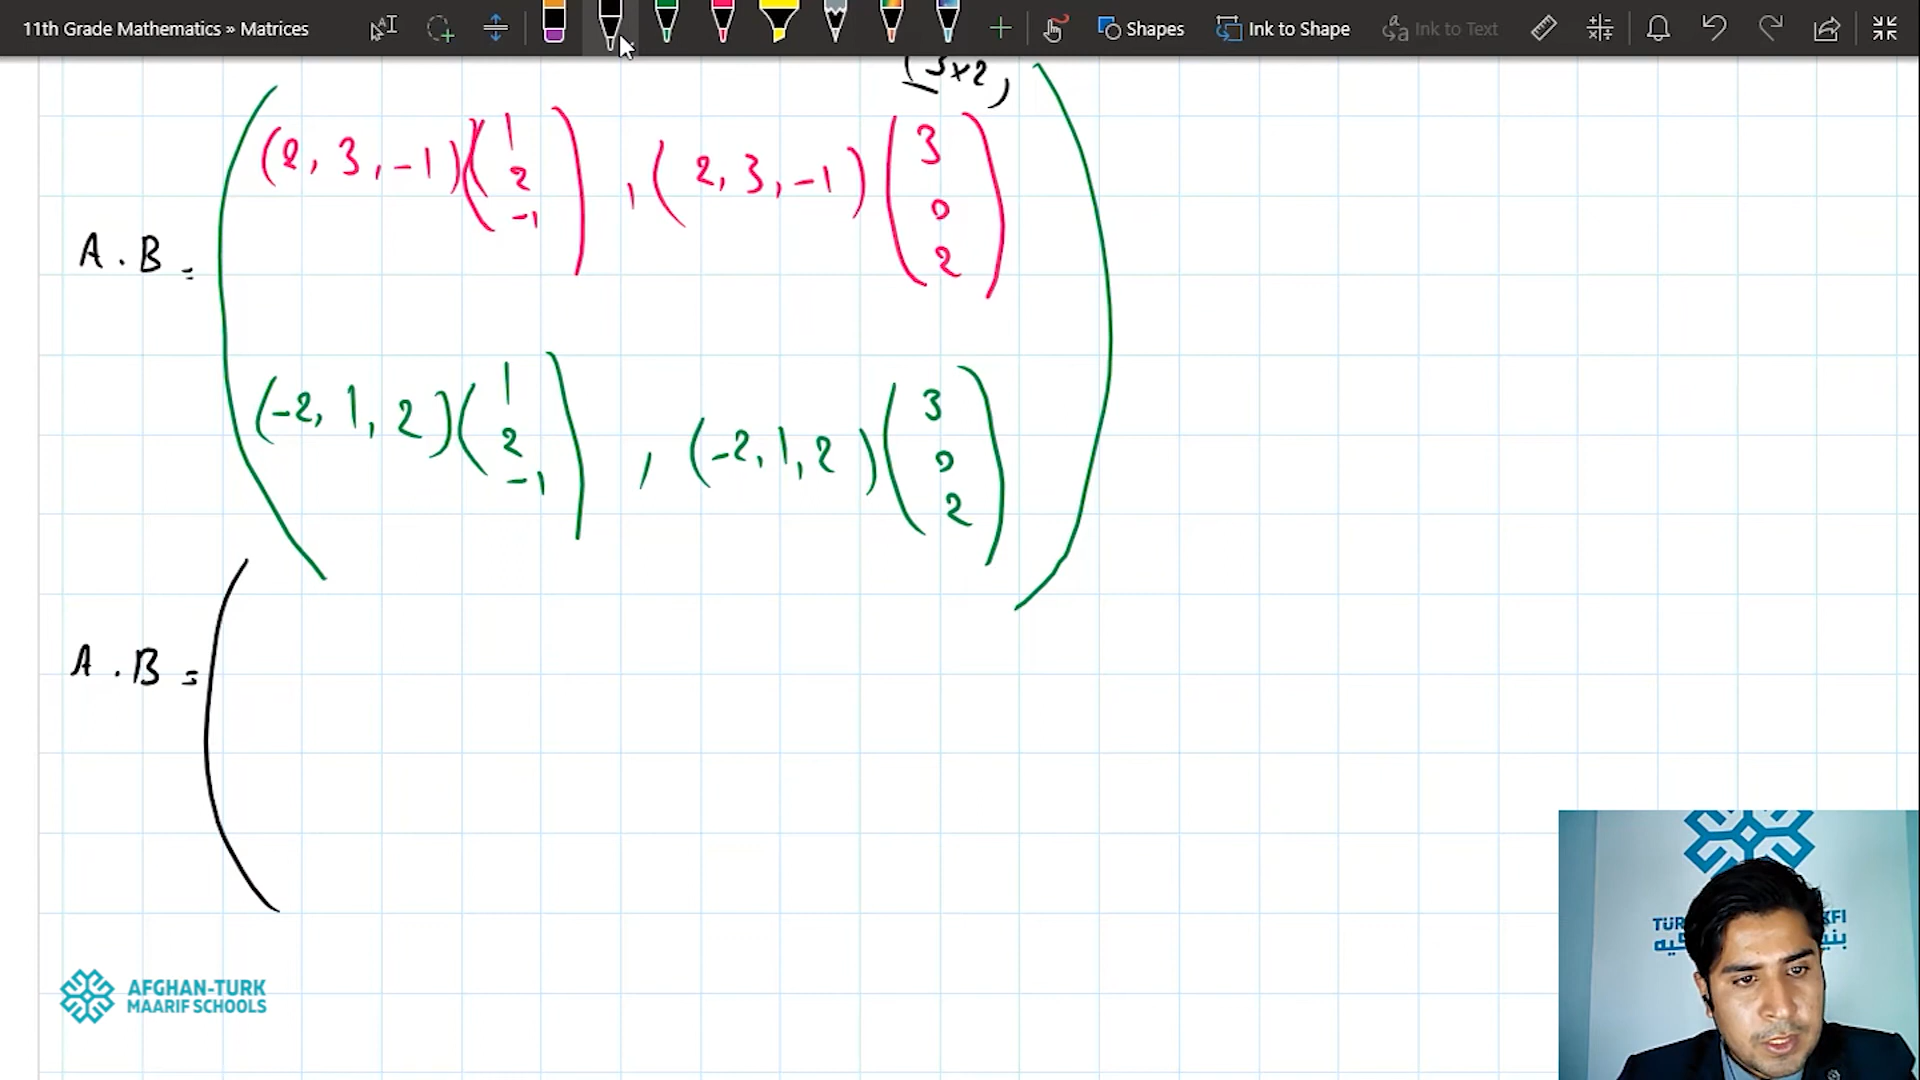 11th Grade Mathematics » Matrices Shapes Ink to Shape Ink to Text
(3x2)
(2, 3, -1)(1 2 -1), (2, 3, -1)(3 0 2)
A . B =
(-2, 1, 2)(1 2 -1), (-2, 1, 2)(3 0 2)
A . B = (
AFGHAN-TURK
MAARIF SCHOOLS